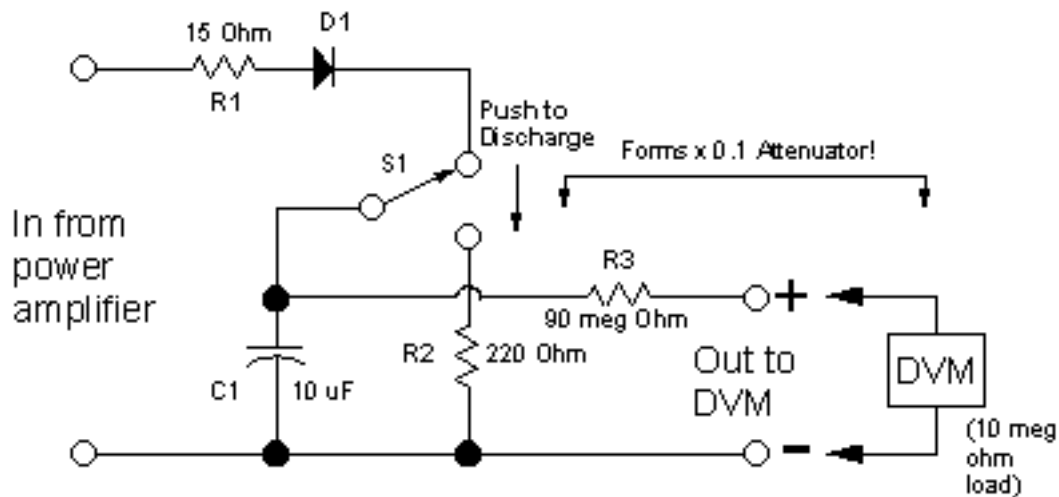 15 Ohm
D1
R1
Push to
Discharge
S1
Forms x 0.1 Attenuator!
In from
power
amplifier
R3
90 meg Ohm
+
C1
10 uF
R2
220 Ohm
Out to
DVM
DVM
-
(10 meg
ohm
load)